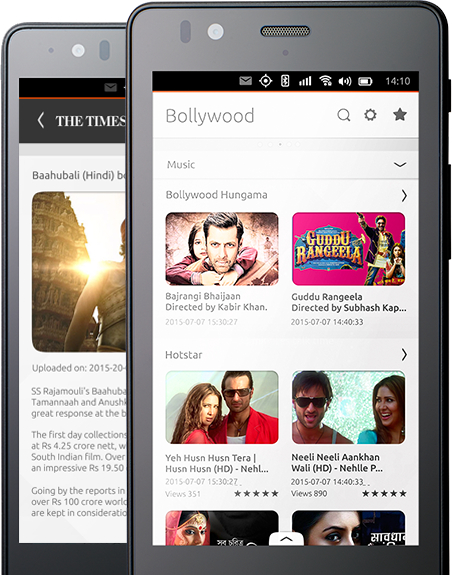 THE TIMES
Baahubali (Hindi)
Uploaded on: 2015-20-
SS Rajamouli's
Tamannaah and
great response at the
The first day collections
at Rs 4.25 crore nett,
South Indian film. Over
an impressive Rs 19.50
Going by the reports in
over Rs 100 crore
are kept in
14:10
Bollywood
Music
Bollywood Hungama
GUDDU
RANGEELA
Bajrangi Bhaijaan
Directed by Kabir Khan.
2015-07-07 15:30:27
Guddu Rangeela
Directed by Subhash Kap...
2015-07-07 14:40:33
Hotstar
Yeh Husn Husn Tera |
Husn Husn (HD) - Nehl...
2015-07-07 15:30:27
Views 351
Neeli Neeli Aankhan
Wali (HD) - Nehlle P...
2015-07-07 14:40:33
Views 890